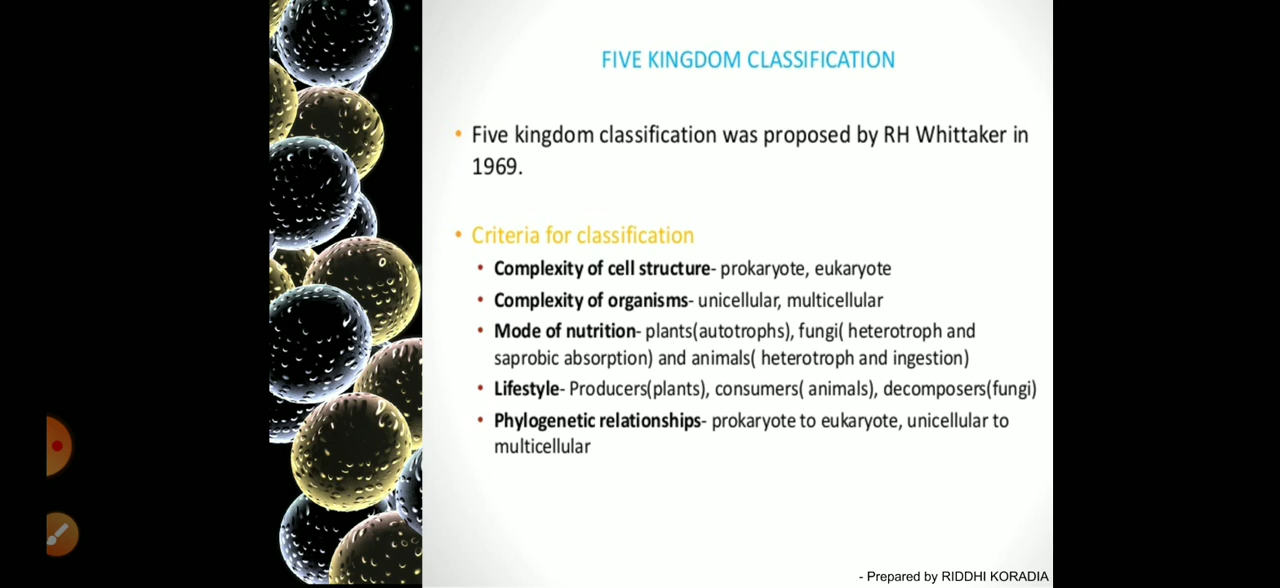 FIVE KINGDOM CLASSIFICATION
• Five kingdom classification was proposed by RH Whittaker in
1969.
• Criteria for classification
• Complexity of cell structure- prokaryote, eukaryote
• Complexity of organisms- unicellular, multicellular
• Mode of nutrition- plants(autotrophs), fungi( heterotroph and
saprobic absorption) and animals( heterotroph and ingestion)
• Lifestyle- Producers(plants), consumers( animals), decomposers(fungi)
• Phylogenetic relationships- prokaryote to eukaryote, unicellular to
multicellular
- Prepared by RIDDHI KORADIA